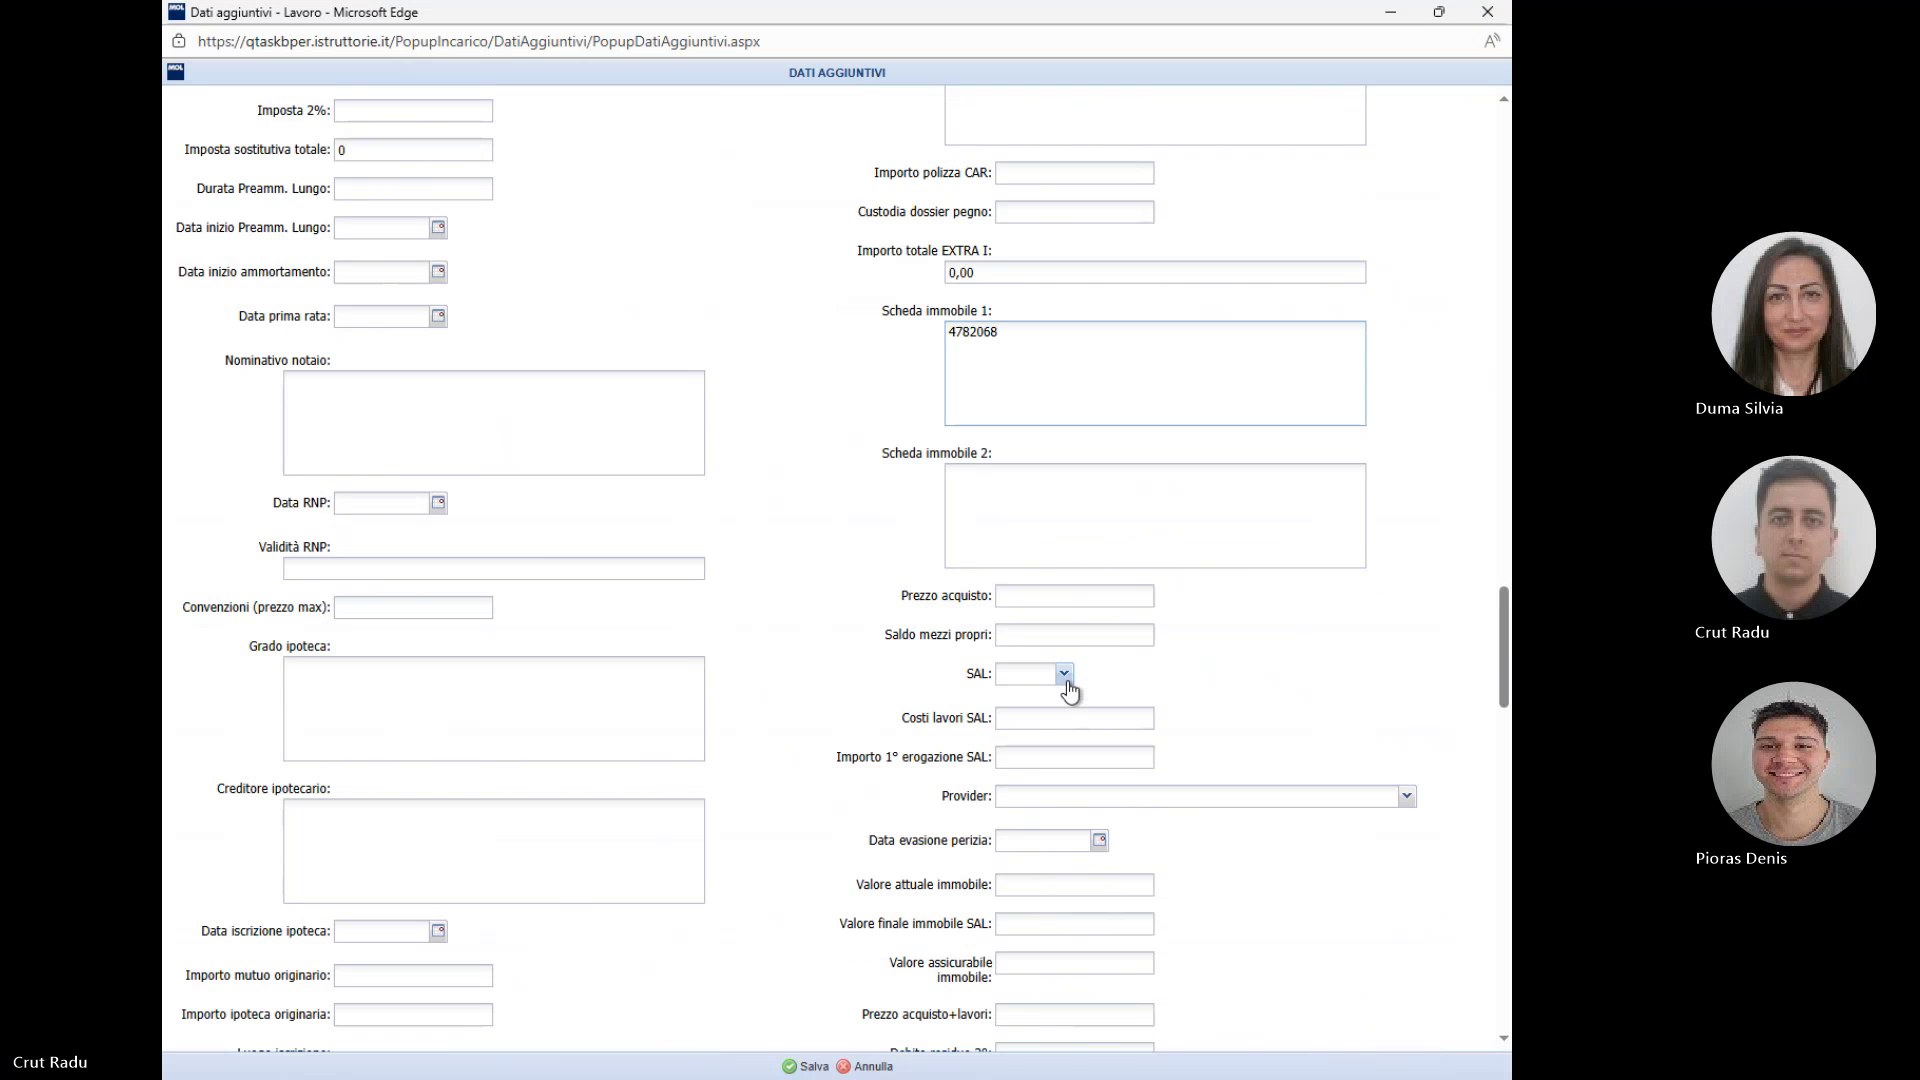 MOL Dati aggiuntivi - Lavoro - Microsoft Edge
https://qtaskbper.istruttorie.it/PopupIncarico/DatiAggiuntivi/PopupDatiAggiuntivi.aspx
MOL DATI AGGIUNTIVI
Imposta 2%:
Imposta sostitutiva totale: 0
Durata Preamm. Lungo:
Data inizio Preamm. Lungo:
Data inizio ammortamento:
Data prima rata:
Nominativo notaio:
Data RNP:
Validità RNP:
Convenzioni (prezzo max):
Grado ipoteca:
Creditore ipotecario:
Data iscrizione ipoteca:
Importo mutuo originario:
Importo ipoteca originaria:
Importo polizza CAR:
Custodia dossier pegno:
Importo totale EXTRA I:
0,00
Scheda immobile 1:
4782068
Scheda immobile 2:
Prezzo acquisto:
Saldo mezzi propri:
SAL:
Costi lavori SAL:
Importo 1° erogazione SAL:
Provider:
Data evasione perizia:
Valore attuale immobile:
Valore finale immobile SAL:
Valore assicurabile
immobile:
Prezzo acquisto+lavori:
Salva Annulla
Duma Silvia
Crut Radu
Pioras Denis
Crut Radu